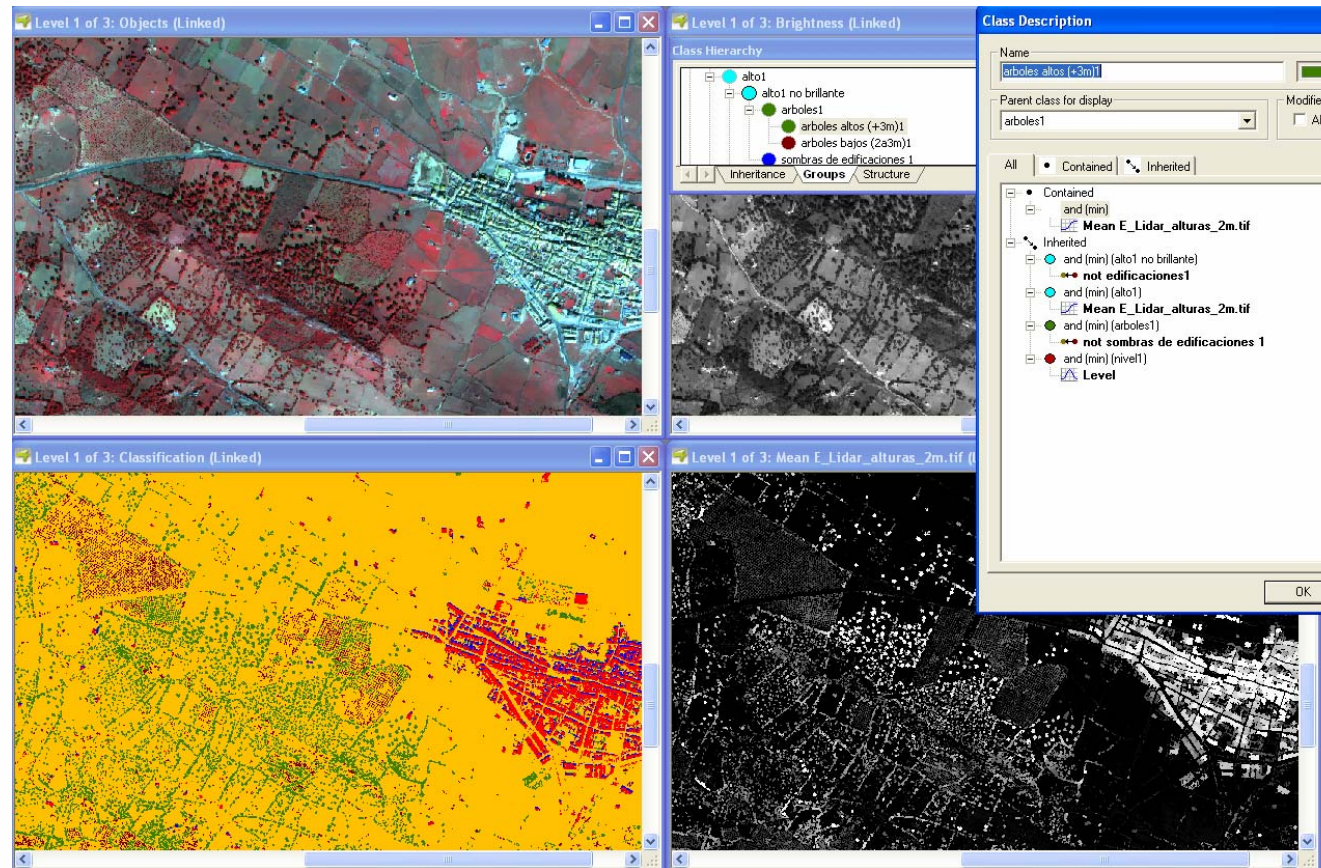 Level 1 of 3: Objects (Linked)
Level 1 of 3: Brightness (Linked)
Class Hierarchy
alto1
alto1 no brillante
arboles1
arboles altos (+3m)1
arboles bajos (2a3m)1
sombras de edificaciones 1
Inheritance Groups Structure
Class Description
Name
arboles altos (+3m)1
Parent class for display
Modifie
arboles1
Al
All Contained Inherited
Contained
and (min)
Mean E_Lidar_alturas_2m.tif
Inherited
and (min) (alto1 no brillante)
not edificaciones1
and (min) (alto1)
Mean E_Lidar_alturas_2m.tif
and (min) (arboles1)
not sombras de edificaciones 1
and (min) (nivel1)
Level
OK
Level 1 of 3: Classification (Linked)
Level 1 of 3: Mean E_Lidar_alturas_2m.tif (L